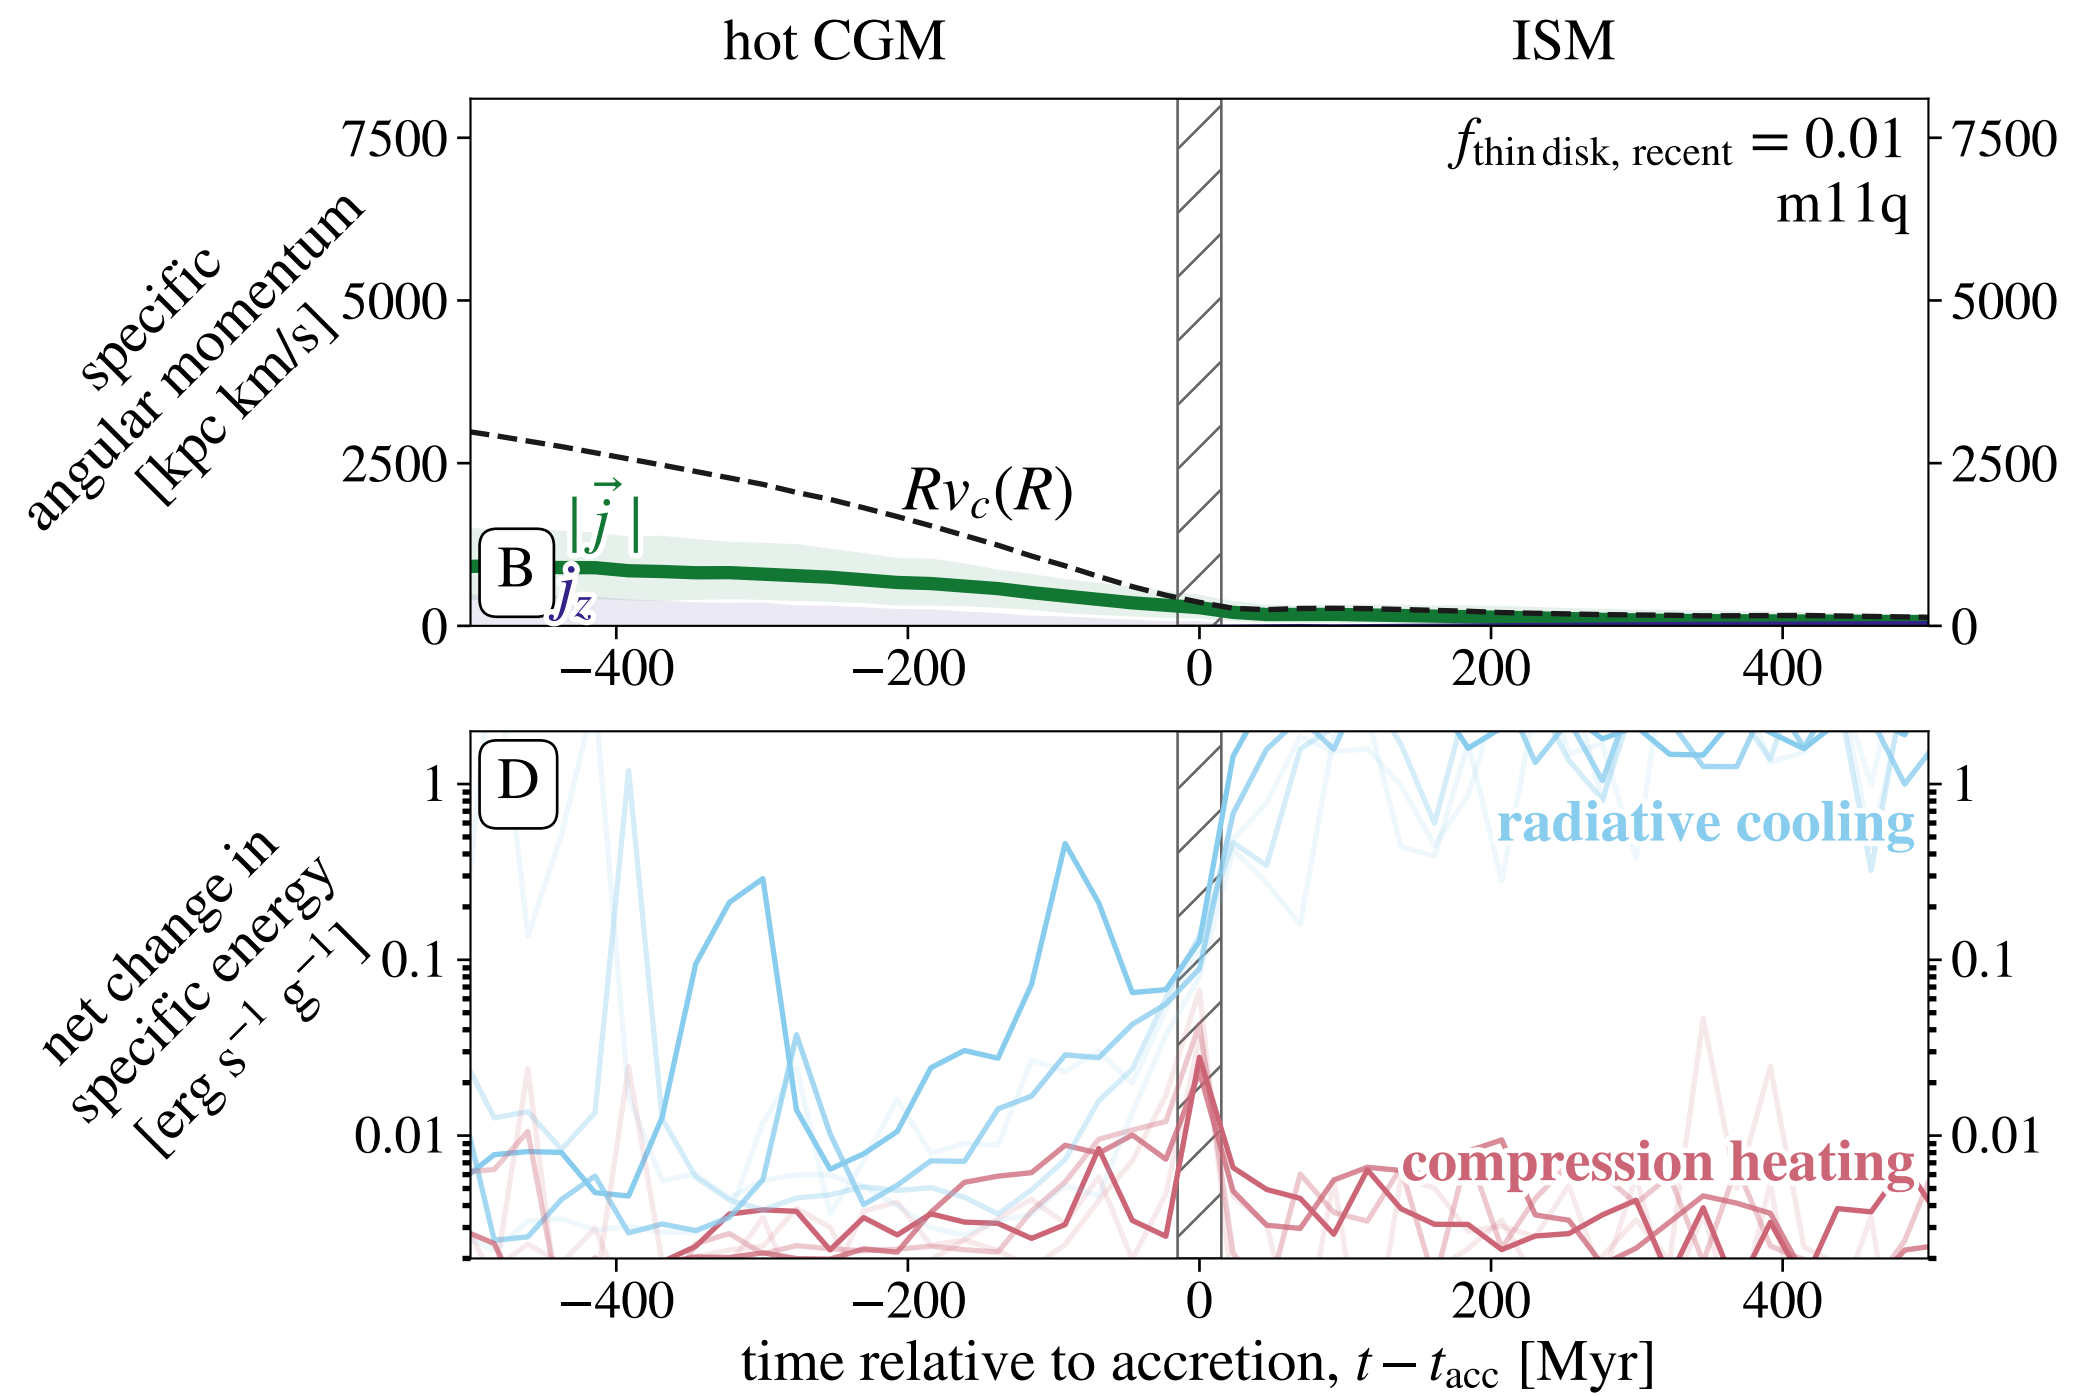 hot CGM
ISM
specific
angular momentum
[kpc km/s]
7500
5000
2500
0
7500
5000
2500
0
f_thin disk, recent = 0.01
m11q
Rv_c(R)
|j⃗|
j_z
B
−400
−200
0
200
400
net change in
specific energy
[erg s⁻¹ g⁻¹]
D
1
0.1
0.01
1
0.1
0.01
radiative cooling
compression heating
−400
−200
0
200
400
time relative to accretion, t − t_acc [Myr]